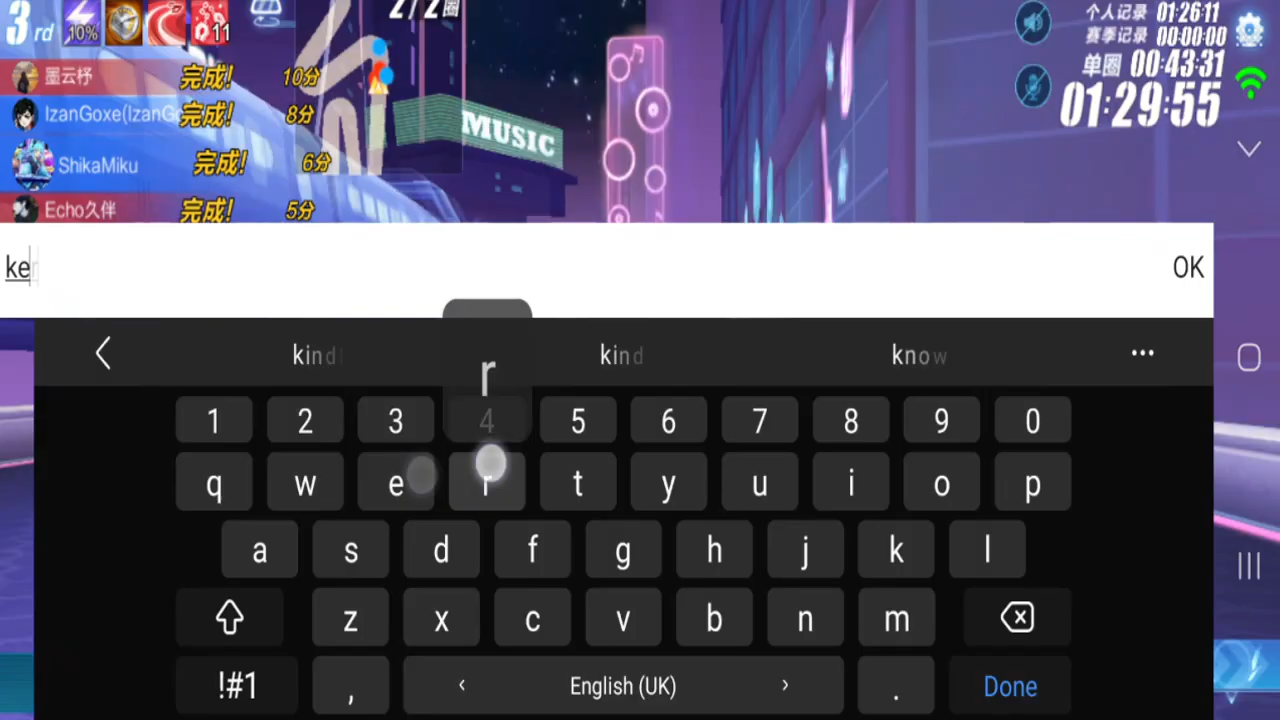 3rd
10%
11
2/2圈
个人记录 01:26:11
赛季记录 00:00:00
单圈 00:43:31
01:29:55
墨云杼 完成! 10分
IzanGoxe(IzanGo 完成! 8分
ShikaMiku 完成! 6分
Echo久伴 完成! 5分
MUSIC
ker
OK
kind kind know
r
1 2 3 4 5 6 7 8 9 0
q w e r t y u i o p
a s d f g h j k l
z x c v b n m
!#1 , English (UK) . Done